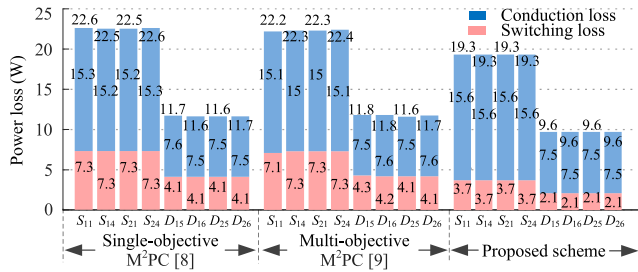 Power loss (W)
25
20
15
10
5
0
Conduction loss
Switching loss
22.6 22.5 22.5 22.6 11.7 11.6 11.6 11.7
15.3 15.2 15.2 15.3 7.6 7.5 7.5 7.5
7.3 7.3 7.3 7.3 4.1 4.1 4.1 4.1
22.2 22.3 22.3 22.4 11.8 11.8 11.6 11.7
15.1 15 15 15.1 7.5 7.6 7.5 7.6
7.1 7.3 7.3 7.3 4.3 4.2 4.1 4.1
19.3 19.3 19.3 19.3 9.6 9.6 9.6 9.6
15.6 15.6 15.6 15.6 7.5 7.5 7.5 7.5
3.7 3.7 3.7 3.7 2.1 2.1 2.1 2.1
S₁₁ S₁₄ S₂₁ S₂₄ D₁₅ D₁₆ D₂₅ D₂₆
S₁₁ S₁₄ S₂₁ S₂₄ D₁₅ D₁₆ D₂₅ D₂₆
S₁₁ S₁₄ S₂₁ S₂₄ D₁₅ D₁₆ D₂₅ D₂₆
Single-objective
M²PC [8]
Multi-objective
M²PC [9]
Proposed scheme